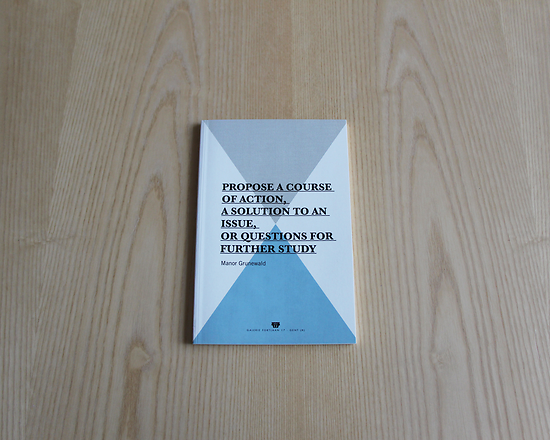 PROPOSE A COURSE
OF ACTION,
A SOLUTION TO AN
ISSUE,
OR QUESTIONS FOR
FURTHER STUDY
Manor Grunewald